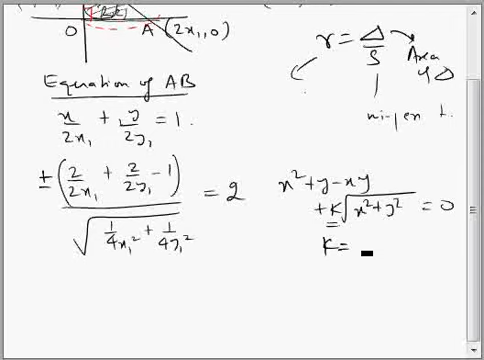 O A (2x₁, 0)
r = Δ/S
Area of Δ
Equation of AB
x/2x₁ + y/2y₁ = 1.
± (2/2x₁ + 2/2y₁ - 1) / √(1/4x₁² + 1/4y₁²) = 2
x² + y - xy
+ K√(x² + y²) = 0
K =